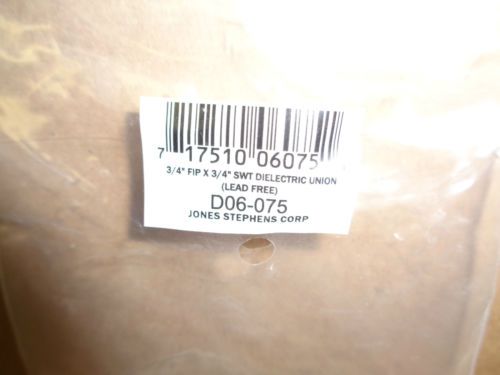 7 17510 06075
3/4" FIP X 3/4" SWT DIELECTRIC UNION
(LEAD FREE)
D06-075
JONES STEPHENS CORP